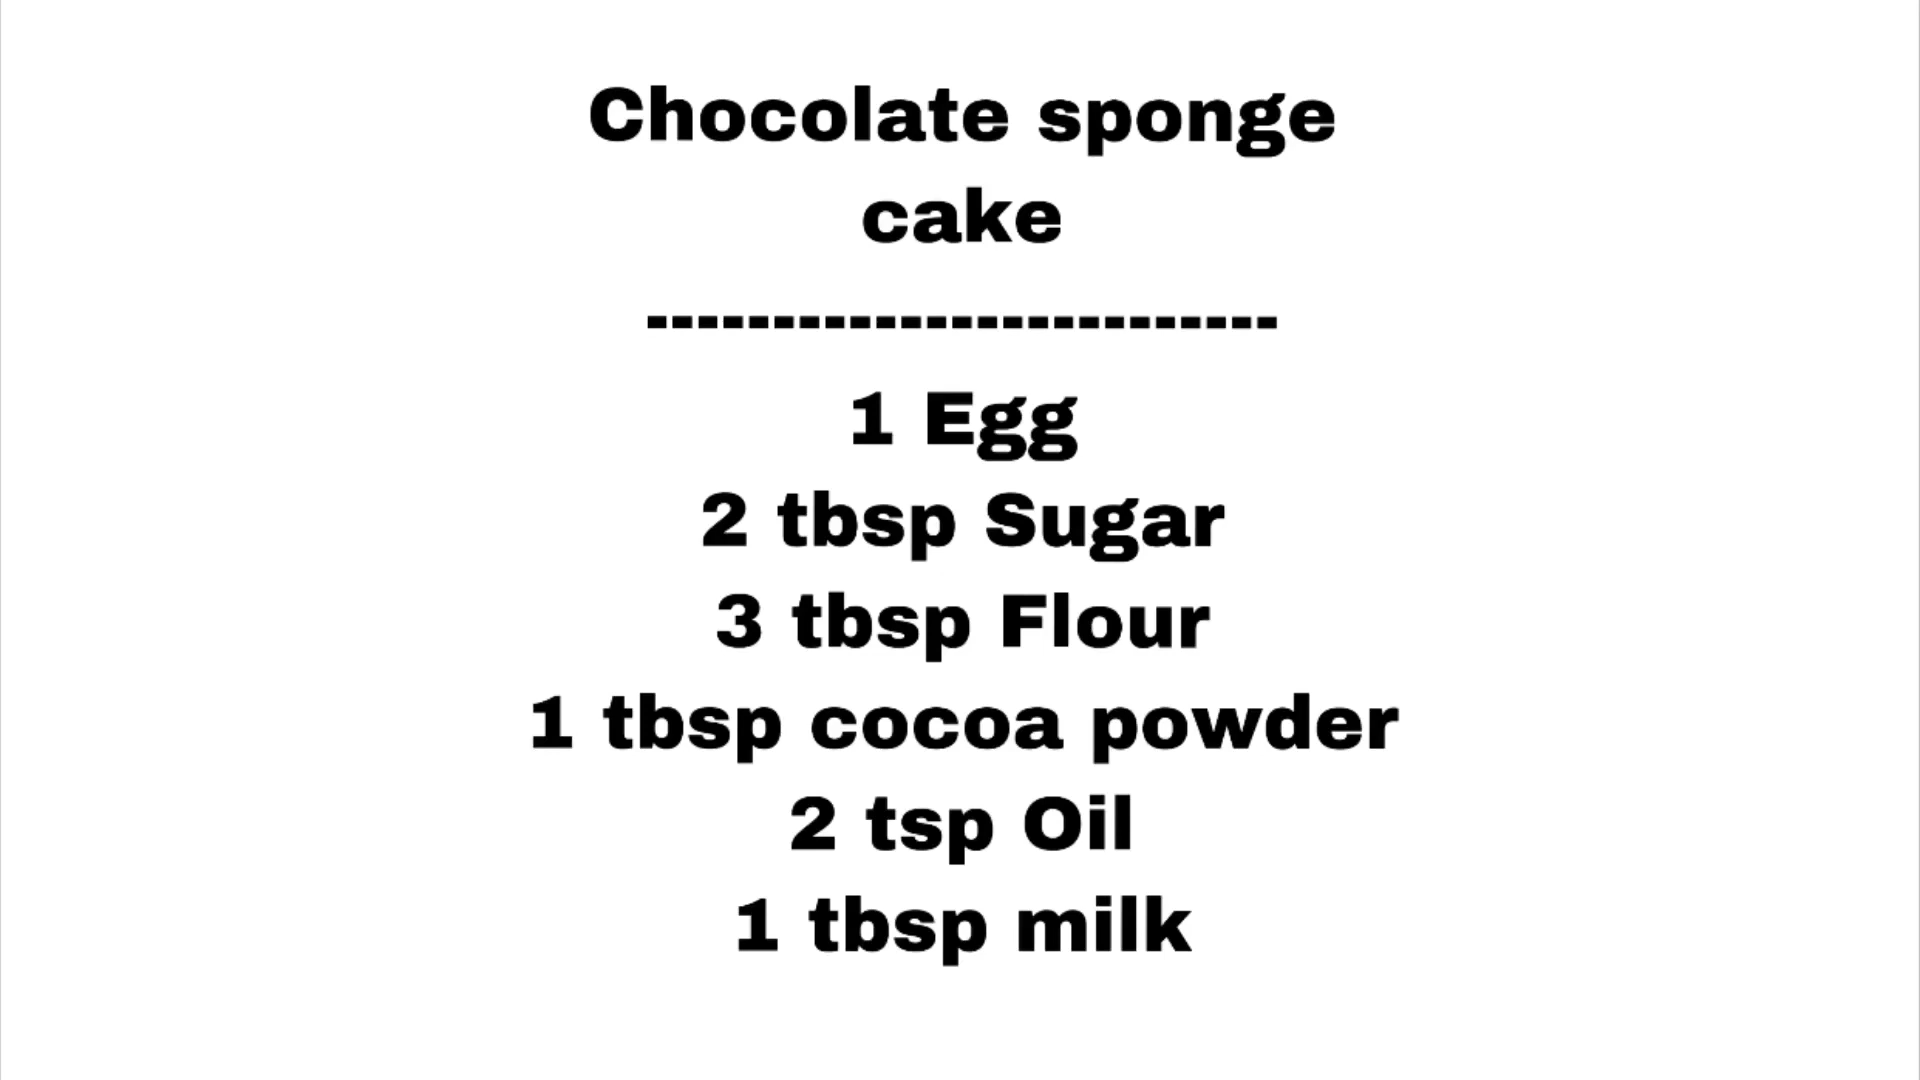 Chocolate sponge
cake
-------------------------
1 Egg
2 tbsp Sugar
3 tbsp Flour
1 tbsp cocoa powder
2 tsp Oil
1 tbsp milk